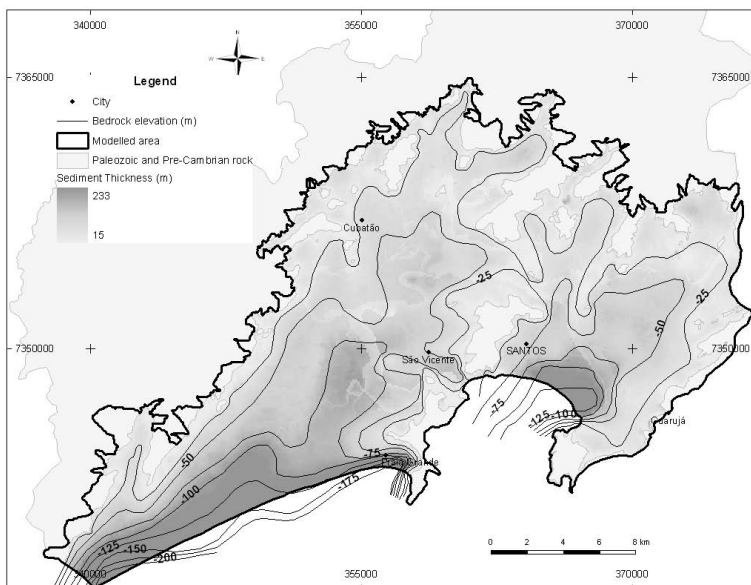 340000 355000 370000
7365000 7365000
N
W E
S
Legend
City
Bedrock elevation (m)
Modelled area
Paleozoic and Pre-Cambrian rock
Sediment Thickness (m)
233
15
Cubatão
-25
-25
-50
7350000 7350000
São Vicente
SANTOS
-75
-125 -100
Guarujá
-50
-75
Praia Grande
-175
-100
-125
-150
-200
0 2 4 6 8 km
340000 355000 370000